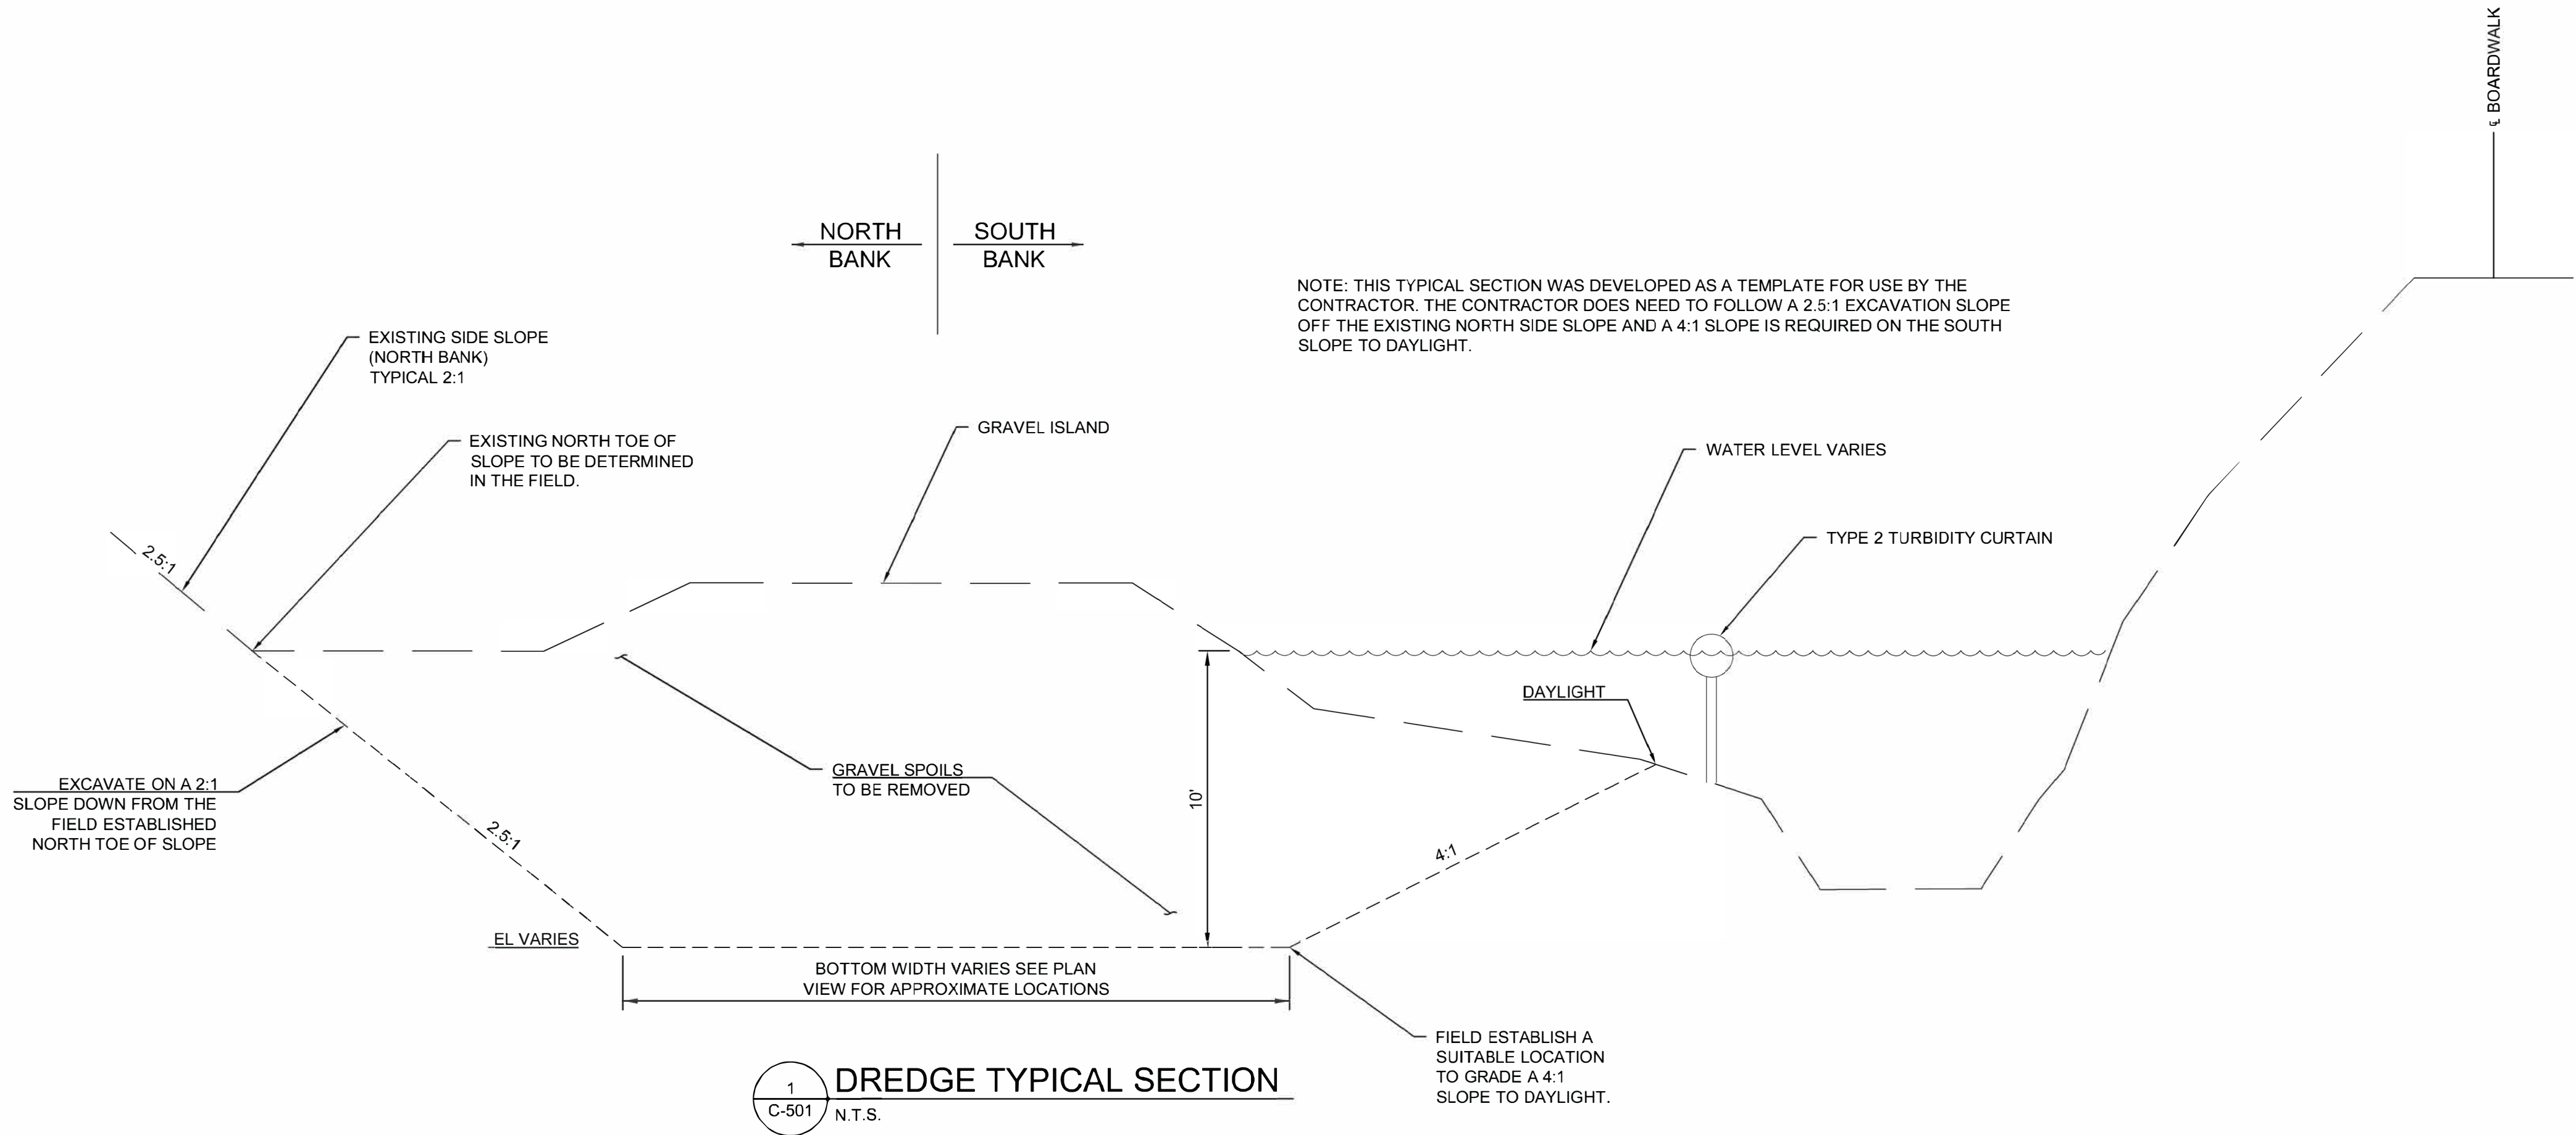 ℄ BOARDWALK
NORTH
BANK
SOUTH
BANK
NOTE: THIS TYPICAL SECTION WAS DEVELOPED AS A TEMPLATE FOR USE BY THE
CONTRACTOR. THE CONTRACTOR DOES NEED TO FOLLOW A 2.5:1 EXCAVATION SLOPE
OFF THE EXISTING NORTH SIDE SLOPE AND A 4:1 SLOPE IS REQUIRED ON THE SOUTH
SLOPE TO DAYLIGHT.
EXISTING SIDE SLOPE
(NORTH BANK)
TYPICAL 2:1
EXISTING NORTH TOE OF
SLOPE TO BE DETERMINED
IN THE FIELD.
GRAVEL ISLAND
WATER LEVEL VARIES
TYPE 2 TURBIDITY CURTAIN
2.5:1
DAYLIGHT
GRAVEL SPOILS
TO BE REMOVED
10'
EXCAVATE ON A 2:1
SLOPE DOWN FROM THE
FIELD ESTABLISHED
NORTH TOE OF SLOPE
2.5:1
4:1
EL VARIES
BOTTOM WIDTH VARIES SEE PLAN
VIEW FOR APPROXIMATE LOCATIONS
FIELD ESTABLISH A
SUITABLE LOCATION
TO GRADE A 4:1
SLOPE TO DAYLIGHT.
1
C-501
DREDGE TYPICAL SECTION
N.T.S.